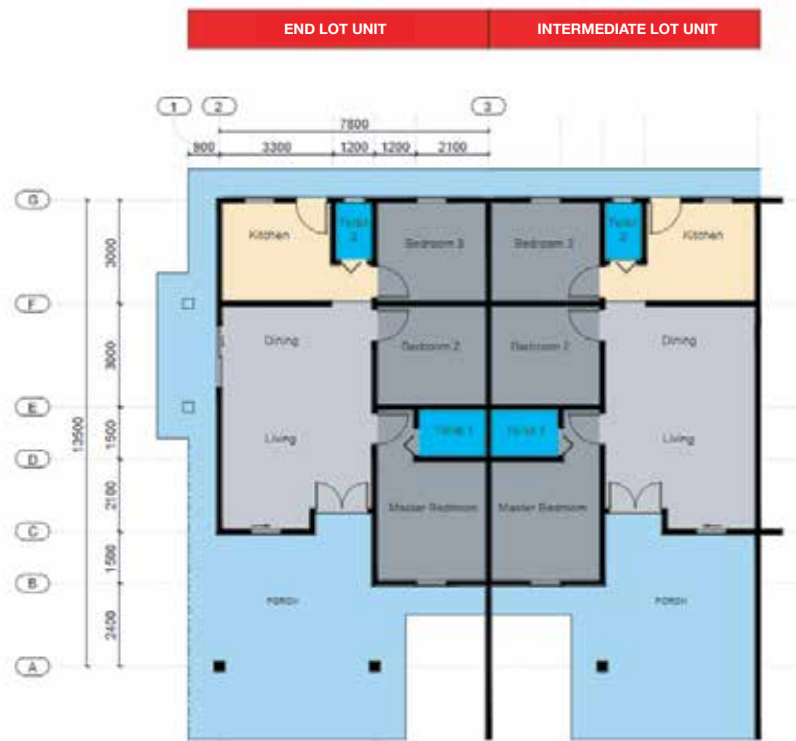 END LOT UNIT
INTERMEDIATE LOT UNIT
1
2
3
7800
900
3300
1200
1200
2100
G
Kitchen
Toilet 2
Bedroom 3
Bedroom 3
Toilet 2
Kitchen
3000
F
Dining
Bedroom 2
Bedroom 2
Dining
3000
E
13500
1500
Living
Toilet 1
Toilet 1
Living
D
2100
Master Bedroom
Master Bedroom
C
1500
B
PORCH
PORCH
2400
A